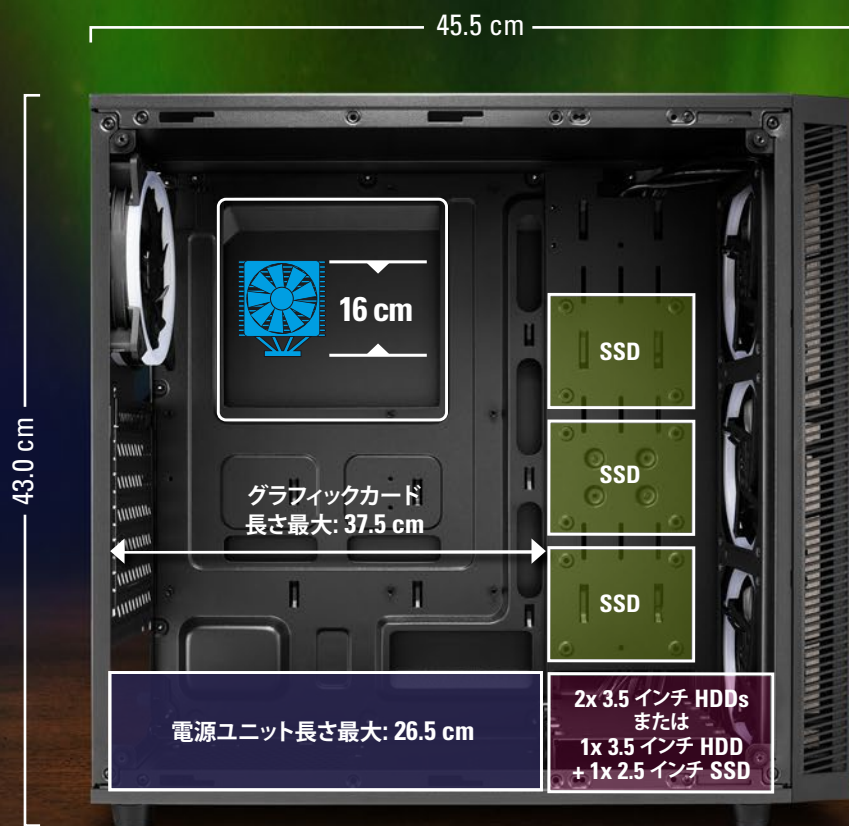 45.5 cm
43.0 cm
16 cm
SSD
SSD
グラフィックカード
長さ最大: 37.5 cm
SSD
電源ユニット長さ最大: 26.5 cm
2x 3.5 インチ HDDs
または
1x 3.5 インチ HDD
+ 1x 2.5 インチ SSD